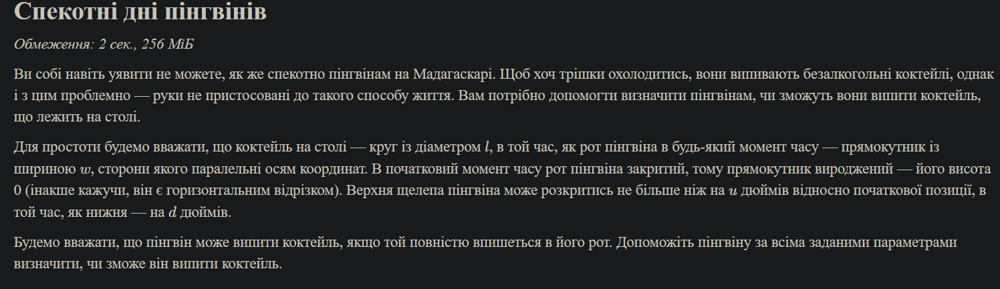 Спекотні дні пінгвінів
Обмеження: 2 сек., 256 МіБ
Ви собі навіть уявити не можете, як же спекотно пінгвінам на Мадагаскарі. Щоб хоч трішки охолодитись, вони випивають безалкогольні коктейлі, однак
і з цим проблемно — руки не пристосовані до такого способу життя. Вам потрібно допомогти визначити пінгвінам, чи зможуть вони випити коктейль,
що лежить на столі.
Для простоти будемо вважати, що коктейль на столі — круг із діаметром l, в той час, як рот пінгвіна в будь-який момент часу — прямокутник із
шириною w, сторони якого паралельні осям координат. В початковий момент часу рот пінгвіна закритий, тому прямокутник вироджений — його висота
0 (інакше кажучи, він є горизонтальним відрізком). Верхня щелепа пінгвіна може розкритись не більше ніж на u дюймів відносно початкової позиції, в
той час, як нижня — на d дюймів.
Будемо вважати, що пінгвін може випити коктейль, якщо той повністю впишеться в його рот. Допоможіть пінгвіну за всіма заданими параметрами
визначити, чи зможе він випити коктейль.